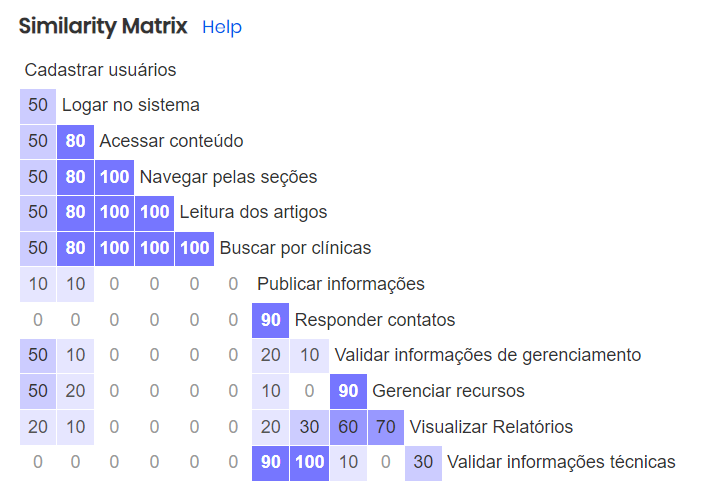 Similarity Matrix Help
Cadastrar usuários
50 Logar no sistema
50 80 Acessar conteúdo
50 80 100 Navegar pelas seções
50 80 100 100 Leitura dos artigos
50 80 100 100 100 Buscar por clínicas
10 10 0 0 0 0 Publicar informações
0 0 0 0 0 0 90 Responder contatos
50 10 0 0 0 0 20 10 Validar informações de gerenciamento
50 20 0 0 0 0 10 0 90 Gerenciar recursos
20 10 0 0 0 0 20 30 60 70 Visualizar Relatórios
0 0 0 0 0 0 90 100 10 0 30 Validar informações técnicas